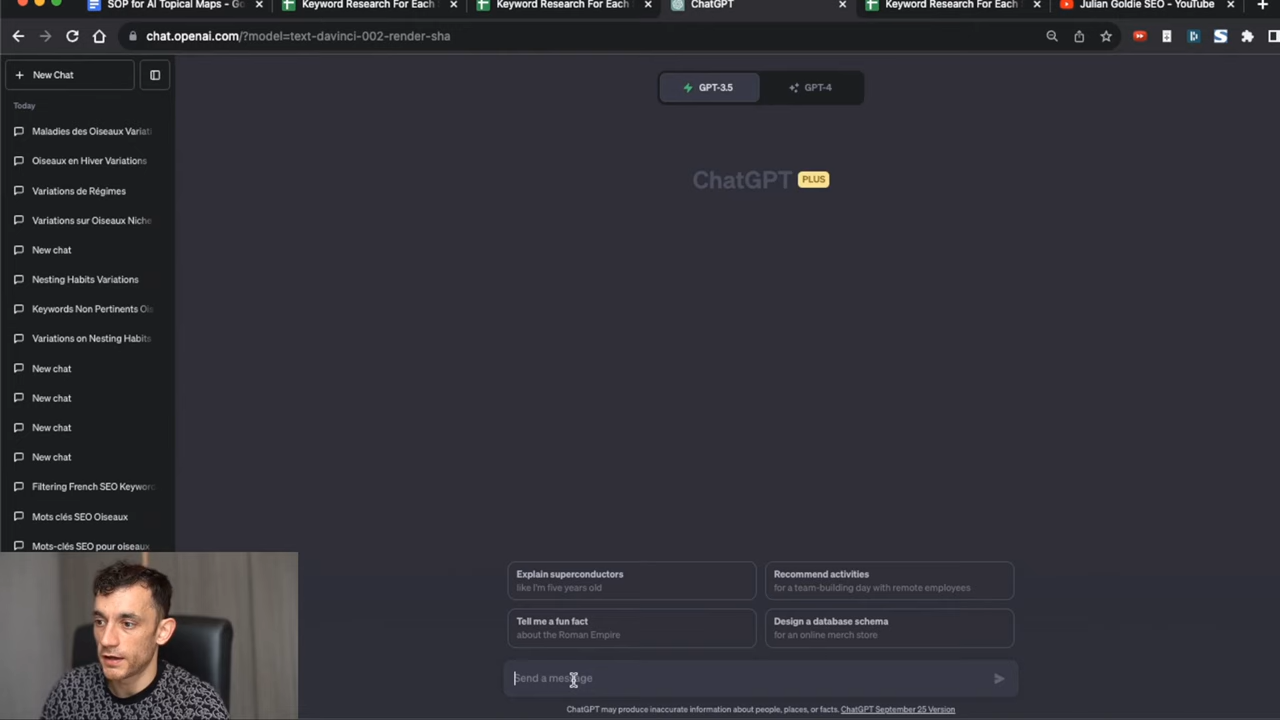 SOP for AI Topical Maps - Go
Keyword Research For Each
Keyword Research For Each
ChatGPT
Keyword Research For Each
Julian Goldie SEO - YouTube
chat.openai.com/?model=text-davinci-002-render-sha
New Chat
GPT-3.5
GPT-4
Today
Maladies des Oiseaux Variati
Oiseaux en Hiver Variations
Variations de Régimes
Variations sur Oiseaux Niche
New chat
Nesting Habits Variations
Keywords Non Pertinents Ois
Variations on Nesting Habits
New chat
New chat
New chat
New chat
Filtering French SEO Keyword
Mots clés SEO Oiseaux
Mots-clés SEO pour oiseaux
ChatGPT PLUS
Explain superconductors
like I'm five years old
Recommend activities
for a team-building day with remote employees
Tell me a fun fact
about the Roman Empire
Design a database schema
for an online merch store
Send a message
ChatGPT may produce inaccurate information about people, places, or facts. ChatGPT September 25 Version